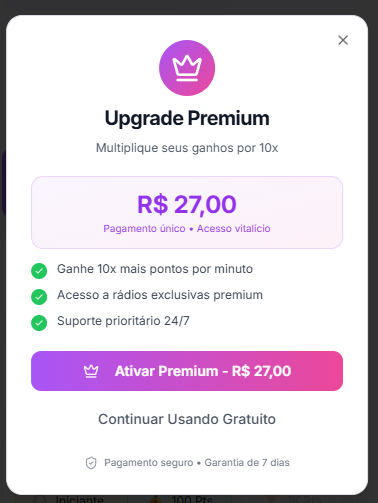 Upgrade Premium
Multiplique seus ganhos por 10x
R$ 27,00
Pagamento único • Acesso vitalício
Ganhe 10x mais pontos por minuto
Acesso a rádios exclusivas premium
Suporte prioritário 24/7
Ativar Premium - R$ 27,00
Continuar Usando Gratuito
Pagamento seguro • Garantia de 7 dias
Iniciante 100 Pts